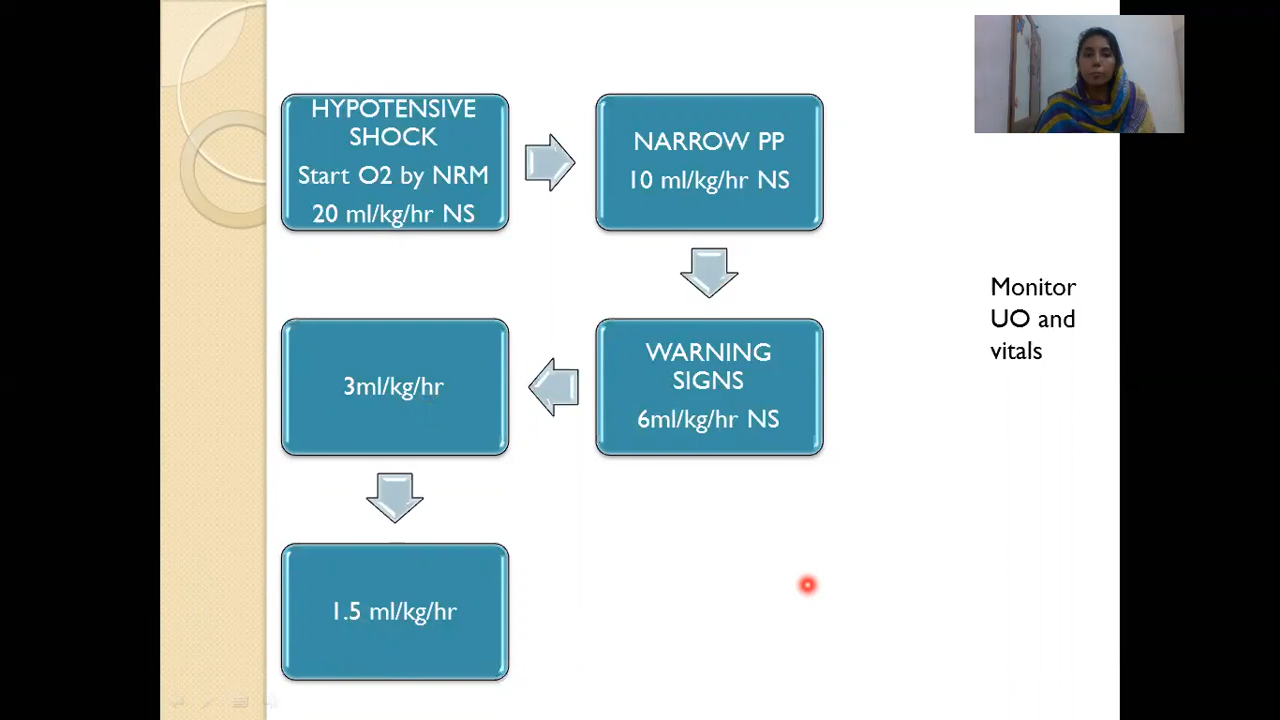 HYPOTENSIVE
SHOCK
Start O2 by NRM
20 ml/kg/hr NS
NARROW PP
10 ml/kg/hr NS
WARNING
SIGNS
6ml/kg/hr NS
3ml/kg/hr
1.5 ml/kg/hr
Monitor
UO and
vitals